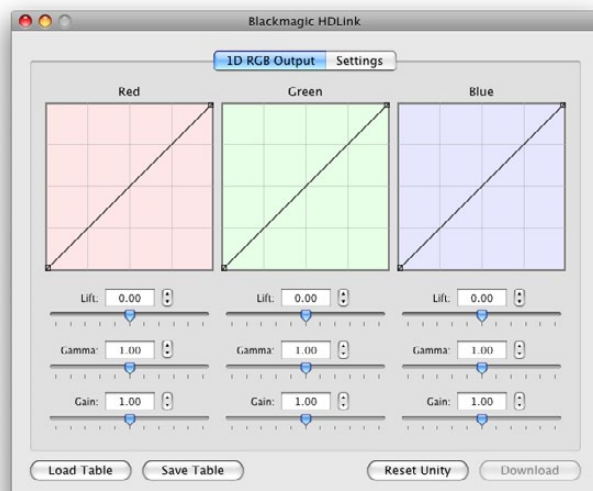 Blackmagic HDLink
1D RGB Output Settings
Red Green Blue
Lift: 0.00 Lift: 0.00 Lift: 0.00
Gamma: 1.00 Gamma: 1.00 Gamma: 1.00
Gain: 1.00 Gain: 1.00 Gain: 1.00
Load Table Save Table Reset Unity Download